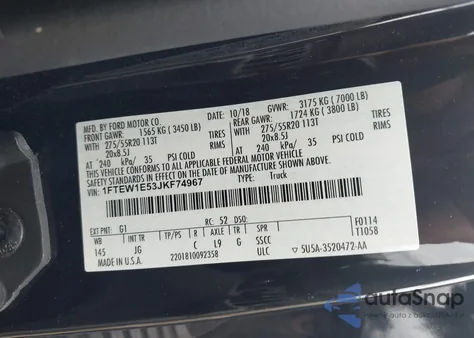 MFD. BY FORD MOTOR CO.
DATE: 10/18 GVWR: 3175 KG (7000 LB)
FRONT GAWR: 1565 KG (3450 LB) REAR GAWR: 1724 KG (3800 LB)
WITH 275/55R20 113T WITH 275/55R20 113T
20x8.5J 20x8.5J
AT 240 kPa/ 35 PSI COLD AT 240 kPa/ 35 PSI COLD
THIS VEHICLE CONFORMS TO ALL APPLICABLE FEDERAL MOTOR VEHICLE
SAFETY STANDARDS IN EFFECT ON THE DATE OF MANUFACTURE SHOWN ABOVE.
VIN: 1FTEW1E53JKF74967 TYPE: Truck
EXT PNT: G1 RC: 52 DSO: F0114
WB INT TR TP/PS R AXLE TR SPR T1058
145 JG C L9 G SSCC
MADE IN U.S.A. 2201810092358 ULC 5U5A-3520472-AA
autoSnap